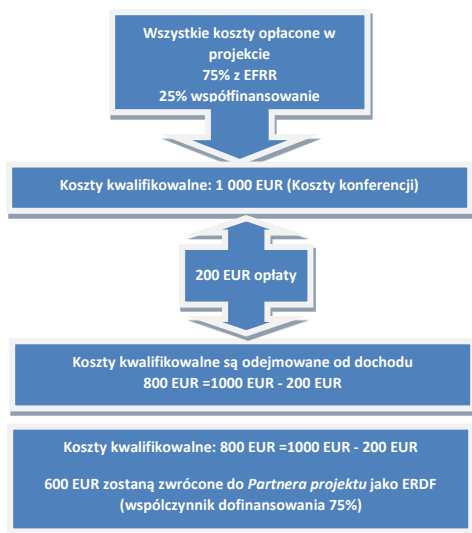 Wszystkie koszty opłacone w
projekcie
75% z EFRR
25% współfinansowanie
Koszty kwalifikowalne: 1 000 EUR (Koszty konferencji)
200 EUR opłaty
Koszty kwalifikowalne są odejmowane od dochodu
800 EUR =1000 EUR - 200 EUR
Koszty kwalifikowalne: 800 EUR =1000 EUR - 200 EUR
600 EUR zostaną zwrócone do Partnera projektu jako ERDF
(wspólczynnik dofinansowania 75%)